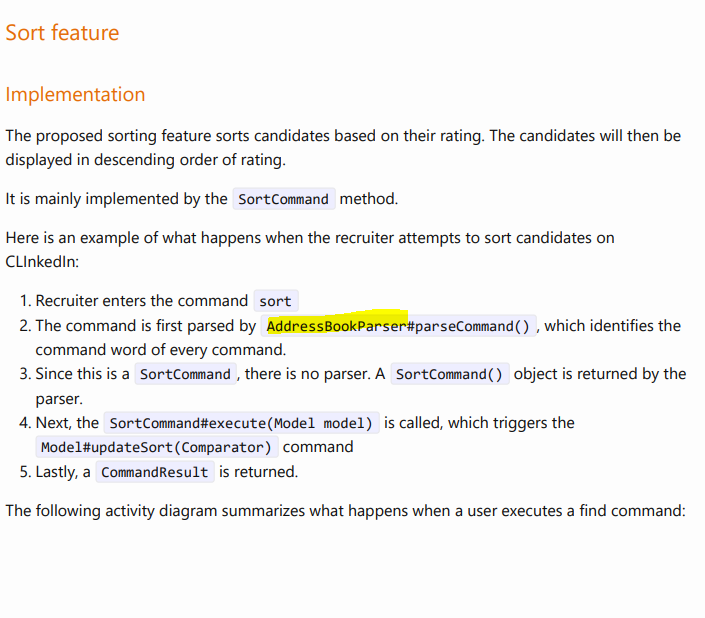 Sort feature
Implementation
The proposed sorting feature sorts candidates based on their rating. The candidates will then be
displayed in descending order of rating.
It is mainly implemented by the SortCommand method.
Here is an example of what happens when the recruiter attempts to sort candidates on
CLInkedIn:
1. Recruiter enters the command sort
2. The command is first parsed by AddressBookParser#parseCommand() , which identifies the
command word of every command.
3. Since this is a SortCommand , there is no parser. A SortCommand() object is returned by the
parser.
4. Next, the SortCommand#execute(Model model) is called, which triggers the
Model#updateSort(Comparator) command
5. Lastly, a CommandResult is returned.
The following activity diagram summarizes what happens when a user executes a find command: